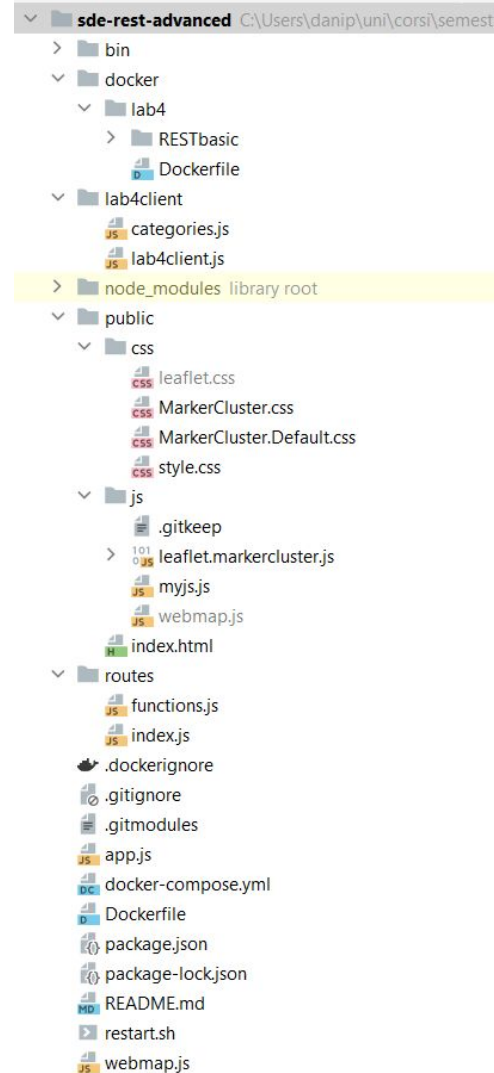 sde-rest-advanced C:\Users\danip\uni\corsi\semest
bin
docker
lab4
RESTbasic
Dockerfile
lab4client
categories.js
lab4client.js
node_modules library root
public
css
leaflet.css
MarkerCluster.css
MarkerCluster.Default.css
style.css
js
.gitkeep
leaflet.markercluster.js
myjs.js
webmap.js
index.html
routes
functions.js
index.js
.dockerignore
.gitignore
.gitmodules
app.js
docker-compose.yml
Dockerfile
package.json
package-lock.json
README.md
restart.sh
webmap.js